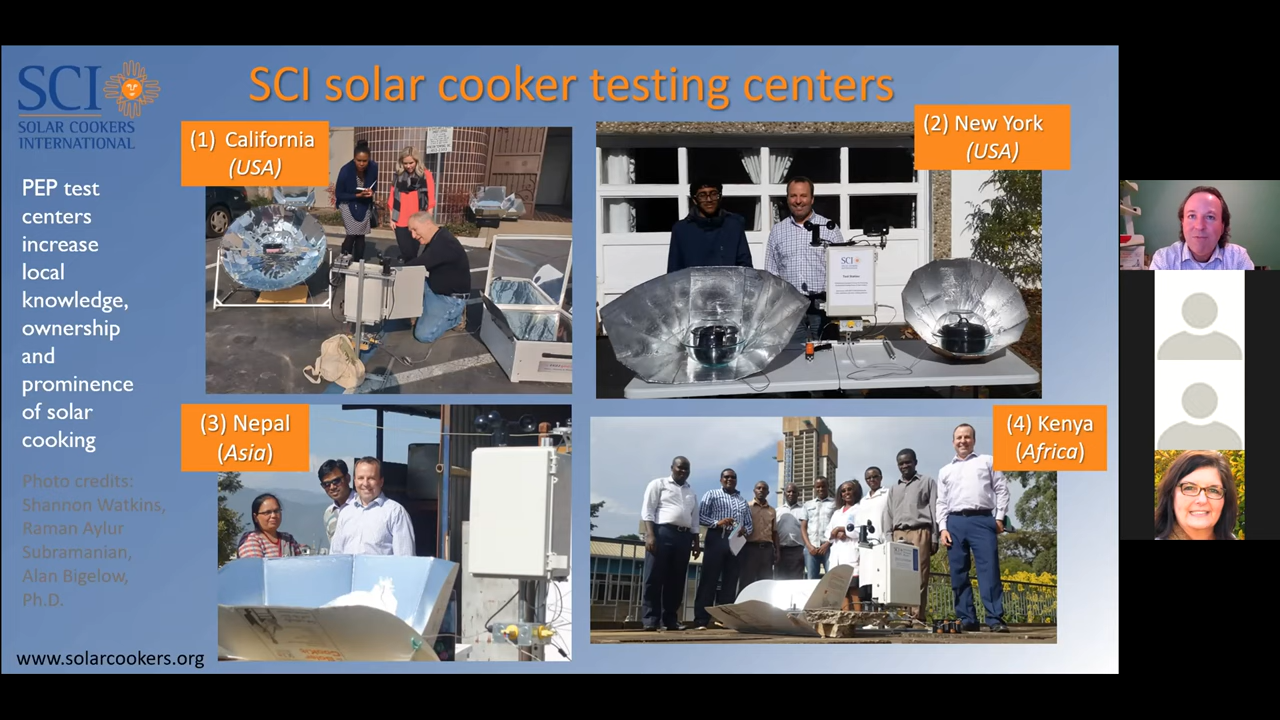 SCI solar cooker testing centers
SCI
SOLAR COOKERS
INTERNATIONAL
PEP test
centers
increase
local
knowledge,
ownership
and
prominence
of solar
cooking
Photo credits:
Shannon Watkins,
Raman Aylur
Subramanian,
Alan Bigelow,
Ph.D.
www.solarcookers.org
(1) California
(USA)
(2) New York
(USA)
SCI
(3) Nepal
(Asia)
(4) Kenya
(Africa)